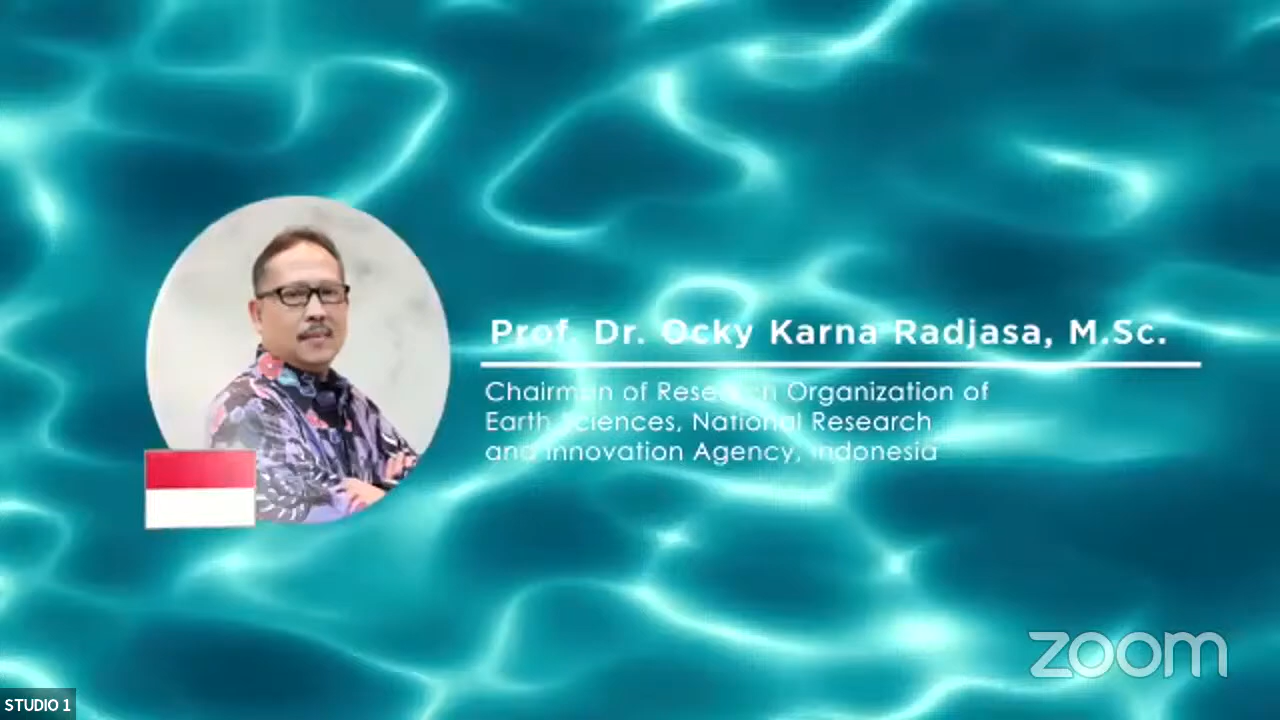 Prof. Dr. Ocky Karna Radjasa, M.Sc.
Chairman of Research Organization of
Earth Sciences, National Research
and Innovation Agency, Indonesia
zoom
STUDIO 1